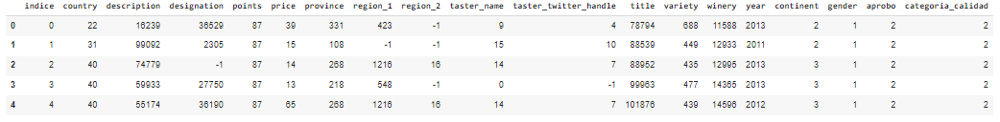 indice country description designation points price province region_1 region_2 taster_name taster_twitter_handle title variety winery year continent gender aprobo categoria_calidad
0 0 22 16239 36529 87 39 331 423 -1 9 4 78794 688 11588 2013 2 1 2 2
1 1 31 99092 2305 87 15 108 -1 -1 15 10 88539 449 12933 2011 2 1 2 2
2 2 40 74779 -1 87 14 268 1216 16 14 7 88952 435 12995 2013 3 1 2 2
3 3 40 59933 27750 87 13 218 548 -1 0 -1 99963 477 14365 2013 3 1 2 2
4 4 40 55174 36190 87 65 268 1216 16 14 7 101876 439 14596 2012 3 1 2 2